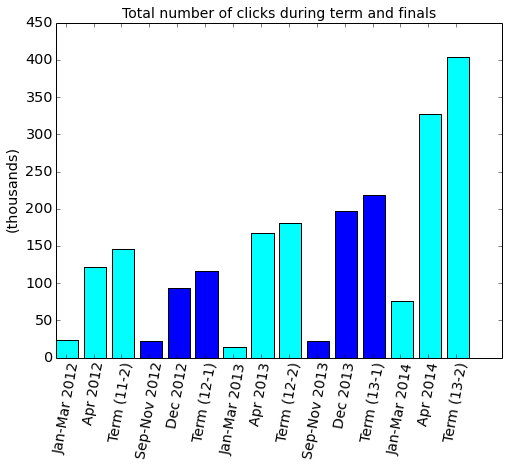 Total number of clicks during term and finals
(thousands)
450
400
350
300
250
200
150
100
50
0
Jan-Mar 2012
Apr 2012
Term (11-2)
Sep-Nov 2012
Dec 2012
Term (12-1)
Jan-Mar 2013
Apr 2013
Term (12-2)
Sep-Nov 2013
Dec 2013
Term (13-1)
Jan-Mar 2014
Apr 2014
Term (13-2)